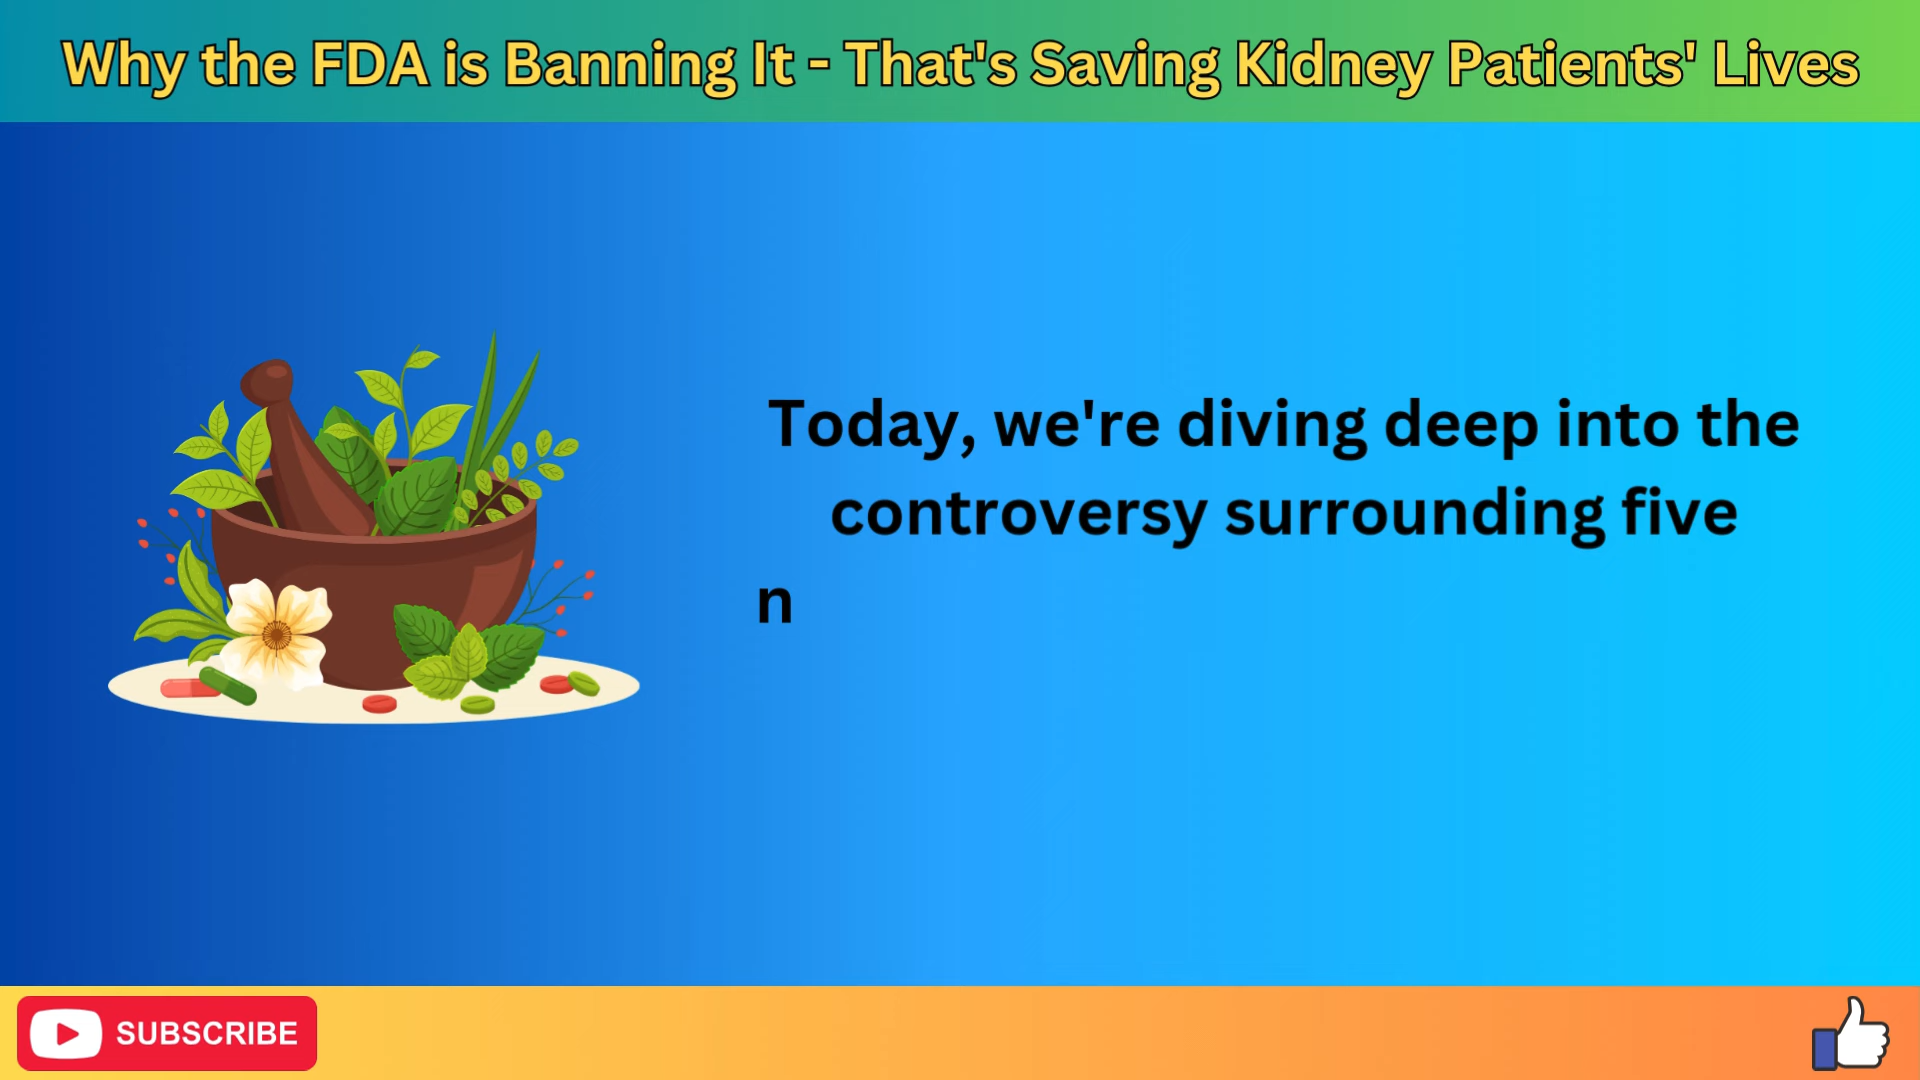 Why the FDA is Banning It - That's Saving Kidney Patients' Lives
Today, we're diving deep into the
controversy surrounding five
n
SUBSCRIBE